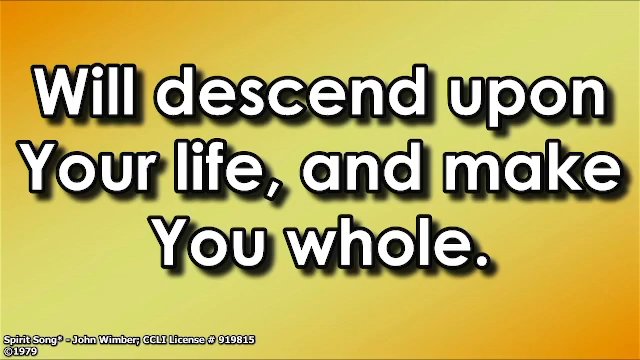 Will descend upon
Your life, and make
You whole.
Spirit Song* - John Wimber; CCLI License # 919815
©1979